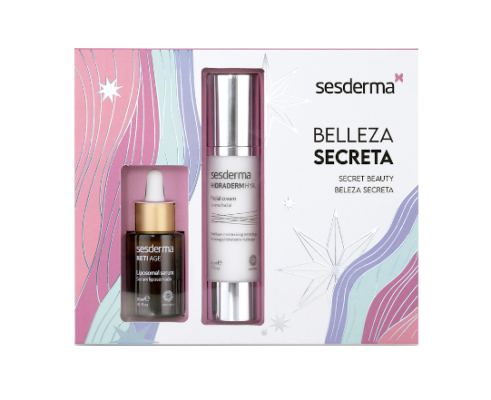 sesderma
BELLEZA
SECRETA
SECRET BEAUTY
BELEZA SECRETA
sesderma
HIDRADERM HYAL
Facial cream
sesderma
RETI AGE
Liposomal serum